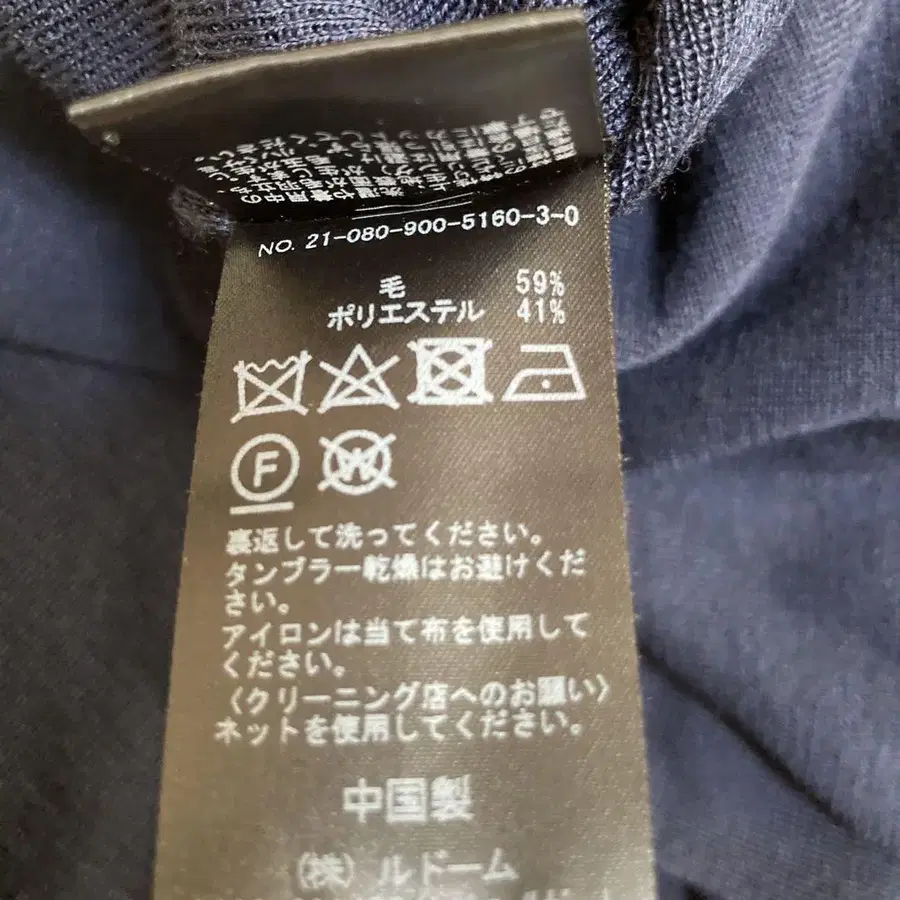 NO. 21-080-900-5160-3-0
毛 59%
ポリエステル 41%
F
W
裏返して洗ってください。
タンブラー乾燥はお避けくだ
さい。
アイロンは当て布を使用して
ください。
〈クリーニング店へのお願い〉
ネットを使用してください。
中国製
(株)ルドーム